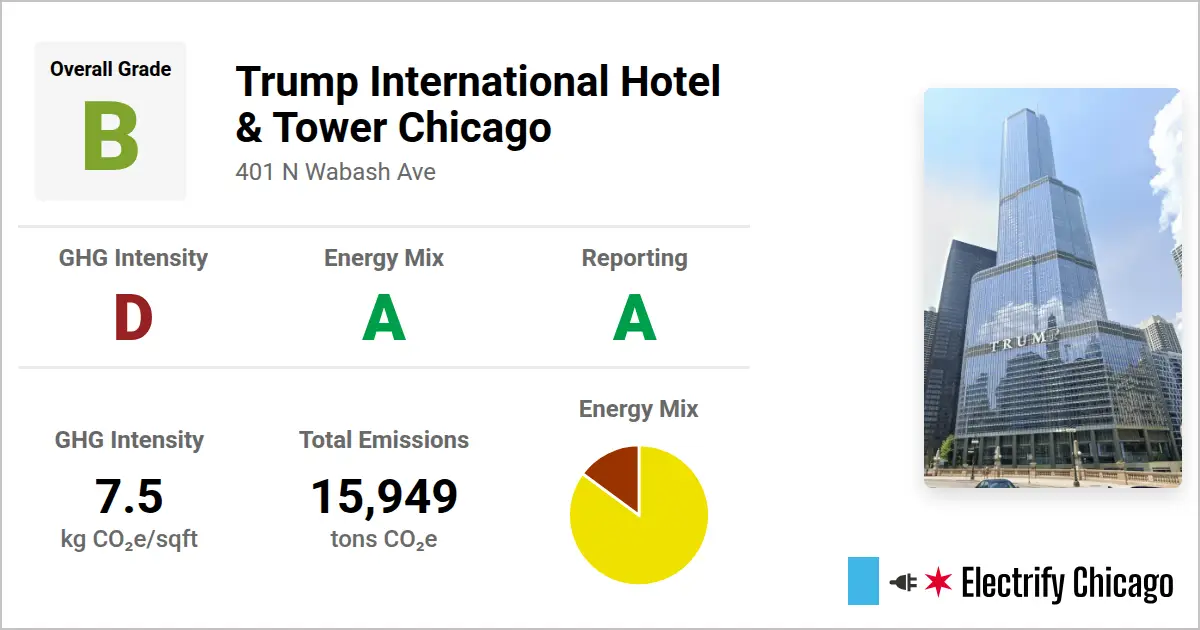 Overall Grade
B
Trump International Hotel
& Tower Chicago
401 N Wabash Ave
GHG Intensity
Energy Mix
Reporting
D
A
A
GHG Intensity
7.5
kg CO₂e/sqft
Total Emissions
15,949
tons CO₂e
Energy Mix
TRUMP
Electrify Chicago